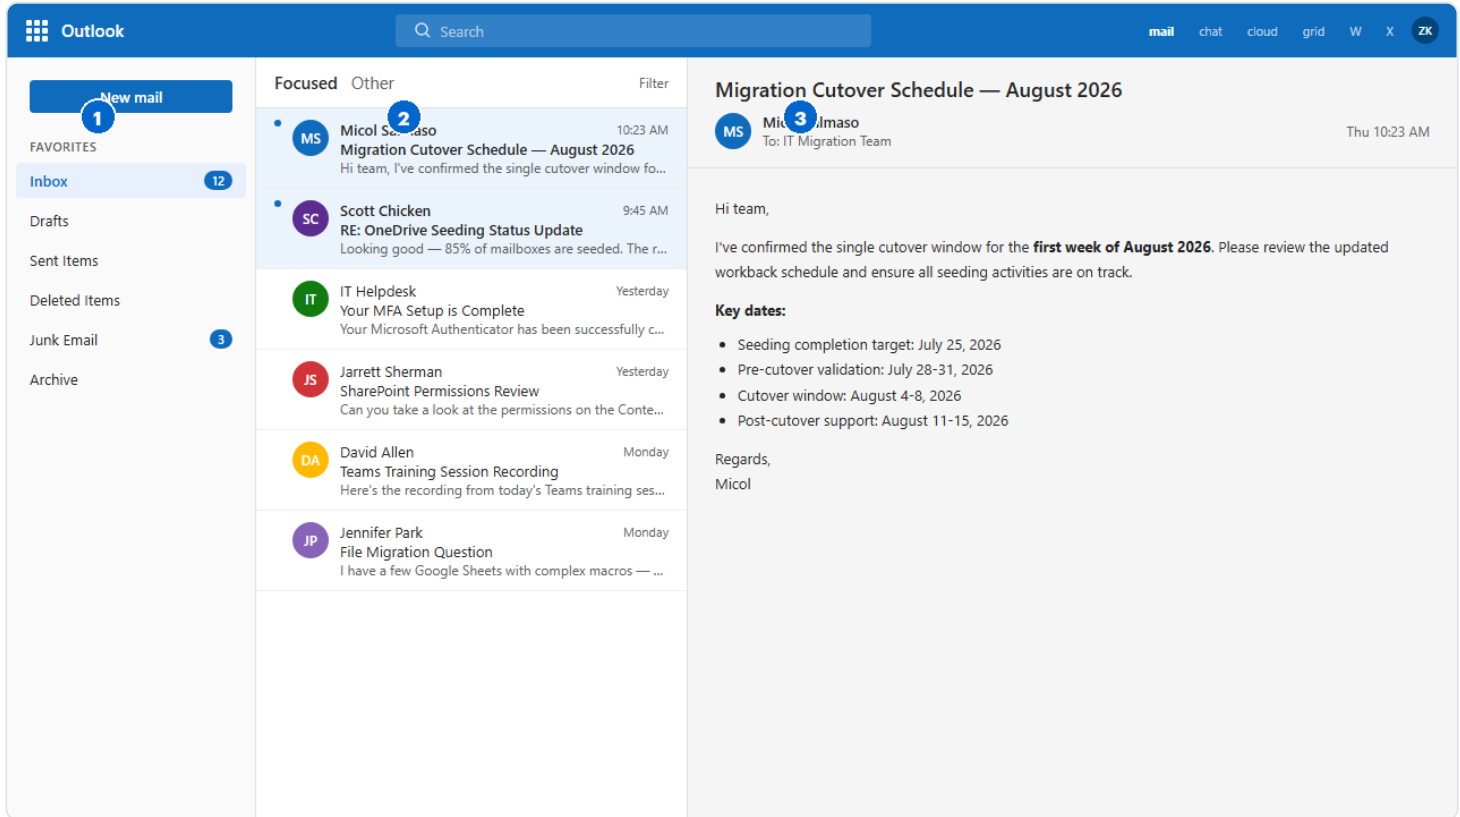 Outlook
Search
mail chat cloud grid W X ZK
New mail
1
FAVORITES
Inbox 12
Drafts
Sent Items
Deleted Items
Junk Email 3
Archive
Focused Other Filter
2
MS
Micol 10:23 AM
Migration Cutover Schedule — August 2026
Hi team, I've confirmed the single cutover window fo...
SC
Scott Chicken 9:45 AM
RE: OneDrive Seeding Status Update
Looking good — 85% of mailboxes are seeded. The r...
IT
IT Helpdesk Yesterday
Your MFA Setup is Complete
Your Microsoft Authenticator has been successfully c...
JS
Jarrett Sherman Yesterday
SharePoint Permissions Review
Can you take a look at the permissions on the Conte...
DA
David Allen Monday
Teams Training Session Recording
Here's the recording from today's Teams training ses...
JP
Jennifer Park Monday
File Migration Question
I have a few Google Sheets with complex macros — ...
Migration Cutover Schedule — August 2026
3
MS
To: IT Migration Team
Thu 10:23 AM
Hi team,
I've confirmed the single cutover window for the first week of August 2026. Please review the updated
workback schedule and ensure all seeding activities are on track.
Key dates:
• Seeding completion target: July 25, 2026
• Pre-cutover validation: July 28-31, 2026
• Cutover window: August 4-8, 2026
• Post-cutover support: August 11-15, 2026
Regards,
Micol